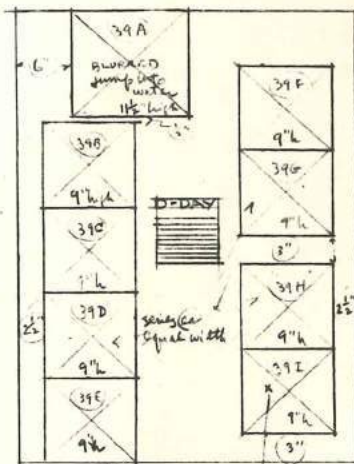 39A
6"
BLURRED
jump into
water
11½" high
39B
9" high
39C
9"h
39D
9"h
39E
9"h
2½"
D-DAY
series (a
equal width
39F
9"h
39G
9"h
3"
39H
9"h
2½"
39I
9"h
3"